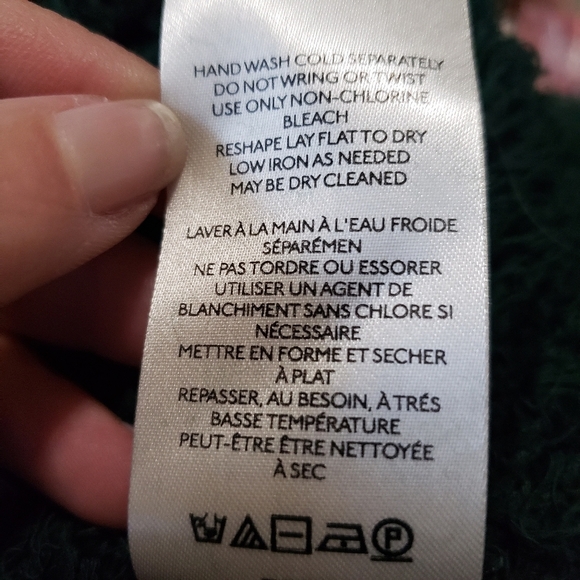 HAND WASH COLD SEPARATELY
DO NOT WRING OR TWIST
USE ONLY NON-CHLORINE
BLEACH
RESHAPE LAY FLAT TO DRY
LOW IRON AS NEEDED
MAY BE DRY CLEANED
LAVER À LA MAIN À L'EAU FROIDE
SÉPARÉMEN
NE PAS TORDRE OU ESSORER
UTILISER UN AGENT DE
BLANCHIMENT SANS CHLORE SI
NÉCESSAIRE
METTRE EN FORME ET SECHER
À PLAT
REPASSER, AU BESOIN, À TRÉS
BASSE TEMPÉRATURE
PEUT-ÊTRE ÊTRE NETTOYÉE
À SEC
P